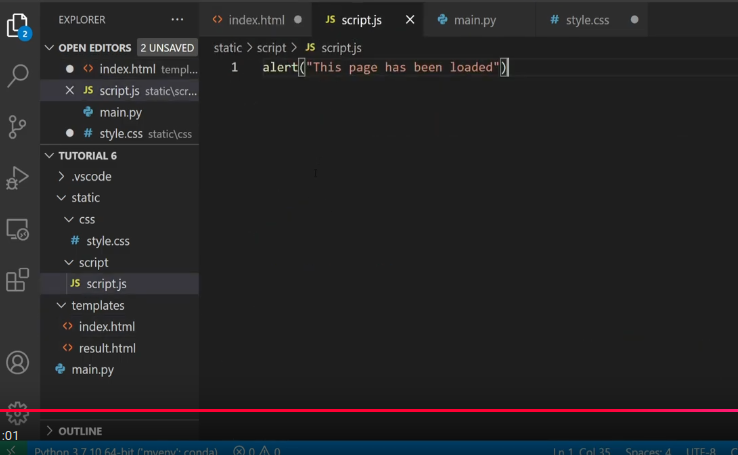 EXPLORER ...
index.html
JS script.js
main.py
# style.css
2
OPEN EDITORS 2 UNSAVED
index.html templ...
JS script.js static\scr...
main.py
# style.css static\css
static > script > JS script.js
1 alert("This page has been loaded")
TUTORIAL 6
.vscode
static
css
# style.css
script
JS script.js
templates
index.html
result.html
main.py
OUTLINE
:01
Python 3.7.10 64-bit ('myenv': conda) 0 0 Ln 1, Col 35 Spaces: 4 UTF-8